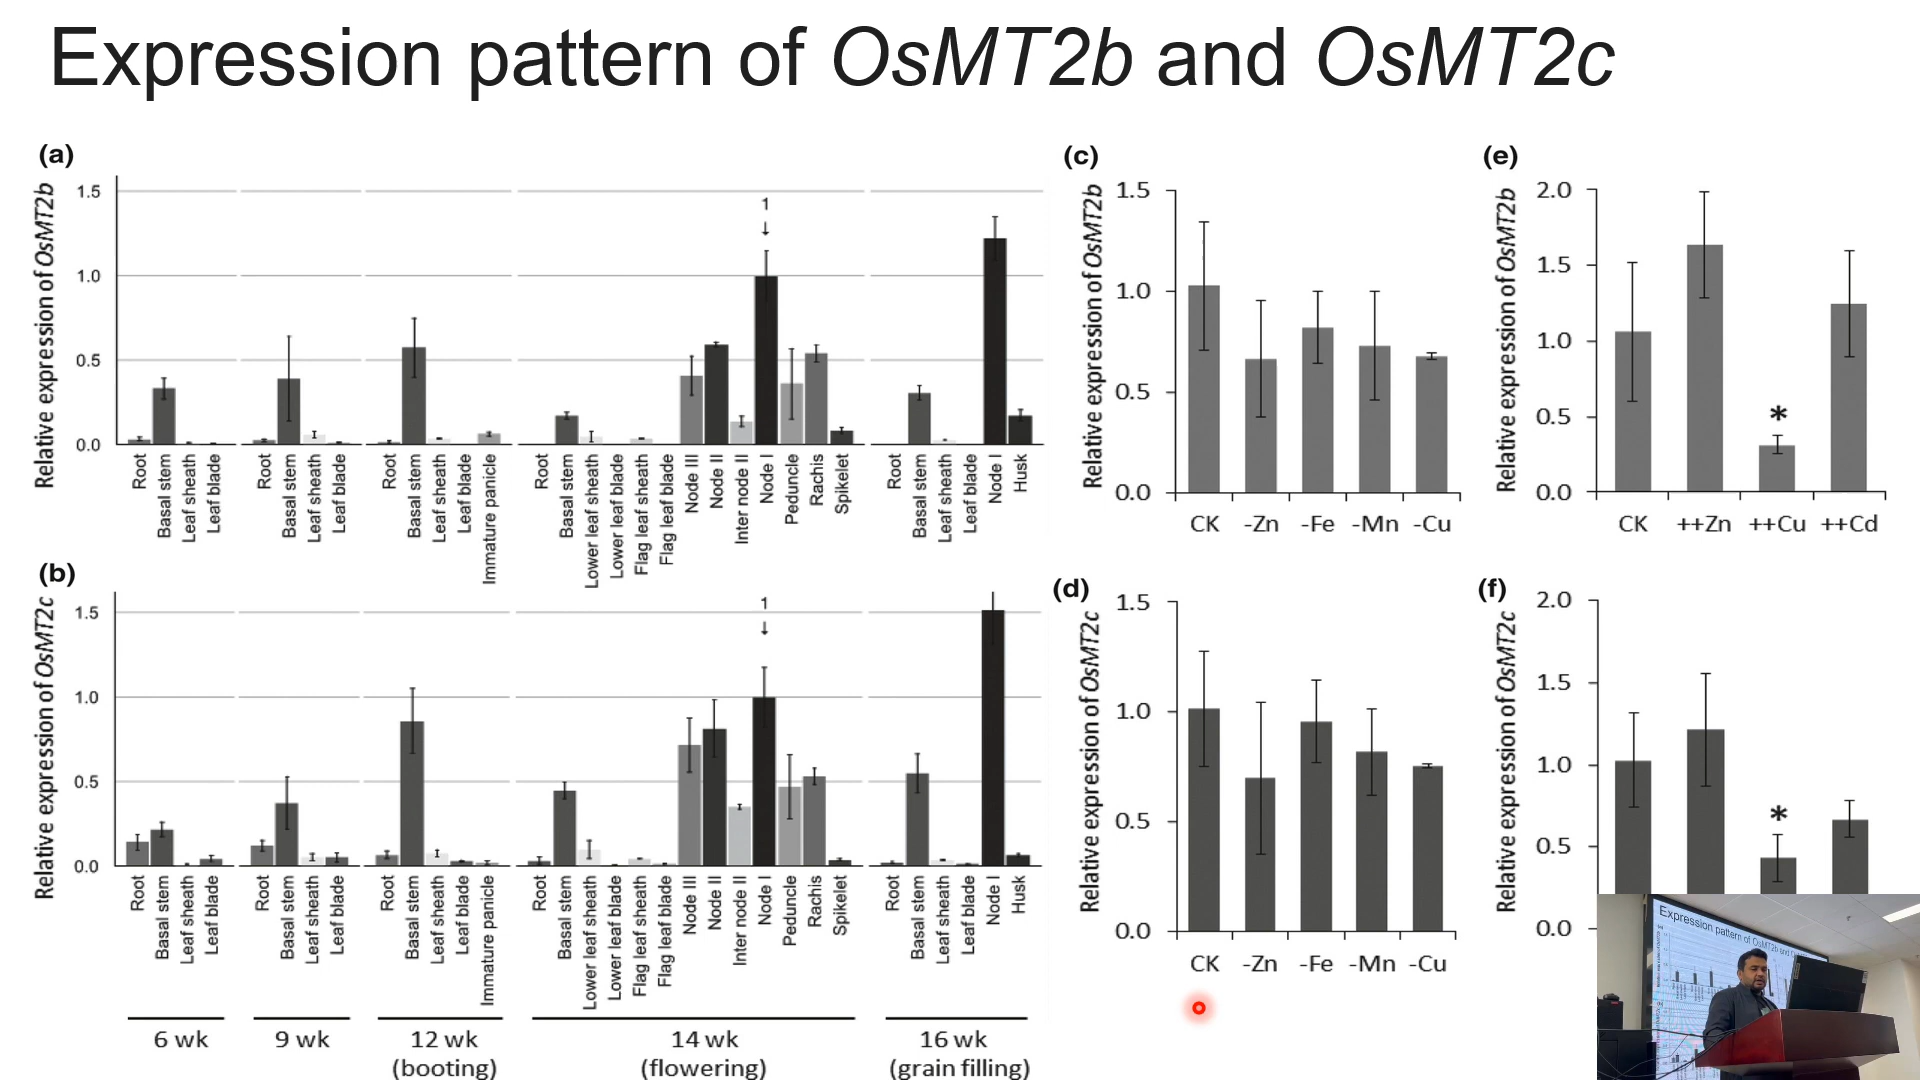 Expression pattern of OsMT2b and OsMT2c
(a)
Relative expression of OsMT2b
1.5
1.0
0.5
0.0
1
↓
Root
Basal stem
Leaf sheath
Leaf blade
Root
Basal stem
Leaf sheath
Leaf blade
Root
Basal stem
Leaf sheath
Leaf blade
Immature panicle
Root
Basal stem
Lower leaf sheath
Lower leaf blade
Flag leaf sheath
Flag leaf blade
Node III
Node II
Inter node II
Node I
Peduncle
Rachis
Spikelet
Root
Basal stem
Leaf sheath
Leaf blade
Node I
Husk
(b)
Relative expression of OsMT2c
1.5
1.0
0.5
0.0
1
↓
Root
Basal stem
Leaf sheath
Leaf blade
Root
Basal stem
Leaf sheath
Leaf blade
Root
Basal stem
Leaf sheath
Leaf blade
Immature panicle
Root
Basal stem
Lower leaf sheath
Lower leaf blade
Flag leaf sheath
Flag leaf blade
Node III
Node II
Inter node II
Node I
Peduncle
Rachis
Spikelet
Root
Basal stem
Leaf sheath
Leaf blade
Node I
Husk
6 wk
9 wk
12 wk
(booting)
14 wk
(flowering)
16 wk
(grain filling)
(c)
Relative expression of OsMT2b
1.5
1.0
0.5
0.0
CK -Zn -Fe -Mn -Cu
(e)
Relative expression of OsMT2b
2.0
1.5
1.0
0.5
0.0
*
CK ++Zn ++Cu ++Cd
(d)
Relative expression of OsMT2c
1.5
1.0
0.5
0.0
CK -Zn -Fe -Mn -Cu
(f)
Relative expression of OsMT2c
2.0
1.5
1.0
0.5
0.0
*
Expression pattern of OsMT2b and